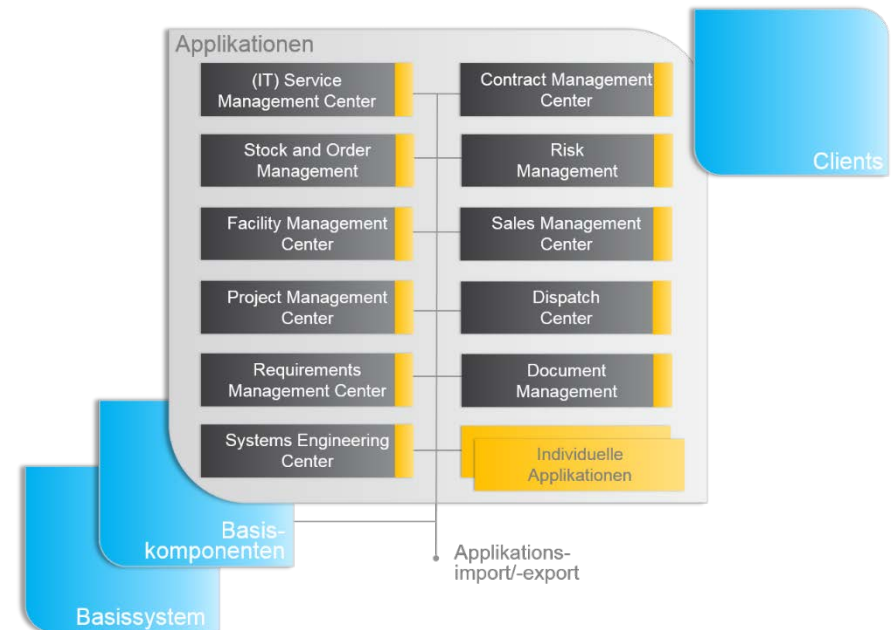 Applikationen
(IT) Service
Management Center
Contract Management
Center
Stock and Order
Management
Risk
Management
Facility Management
Center
Sales Management
Center
Project Management
Center
Dispatch
Center
Requirements
Management Center
Document
Management
Systems Engineering
Center
Individuelle
Applikationen
Clients
Basis-
komponenten
Applikations-
import/-export
Basissystem